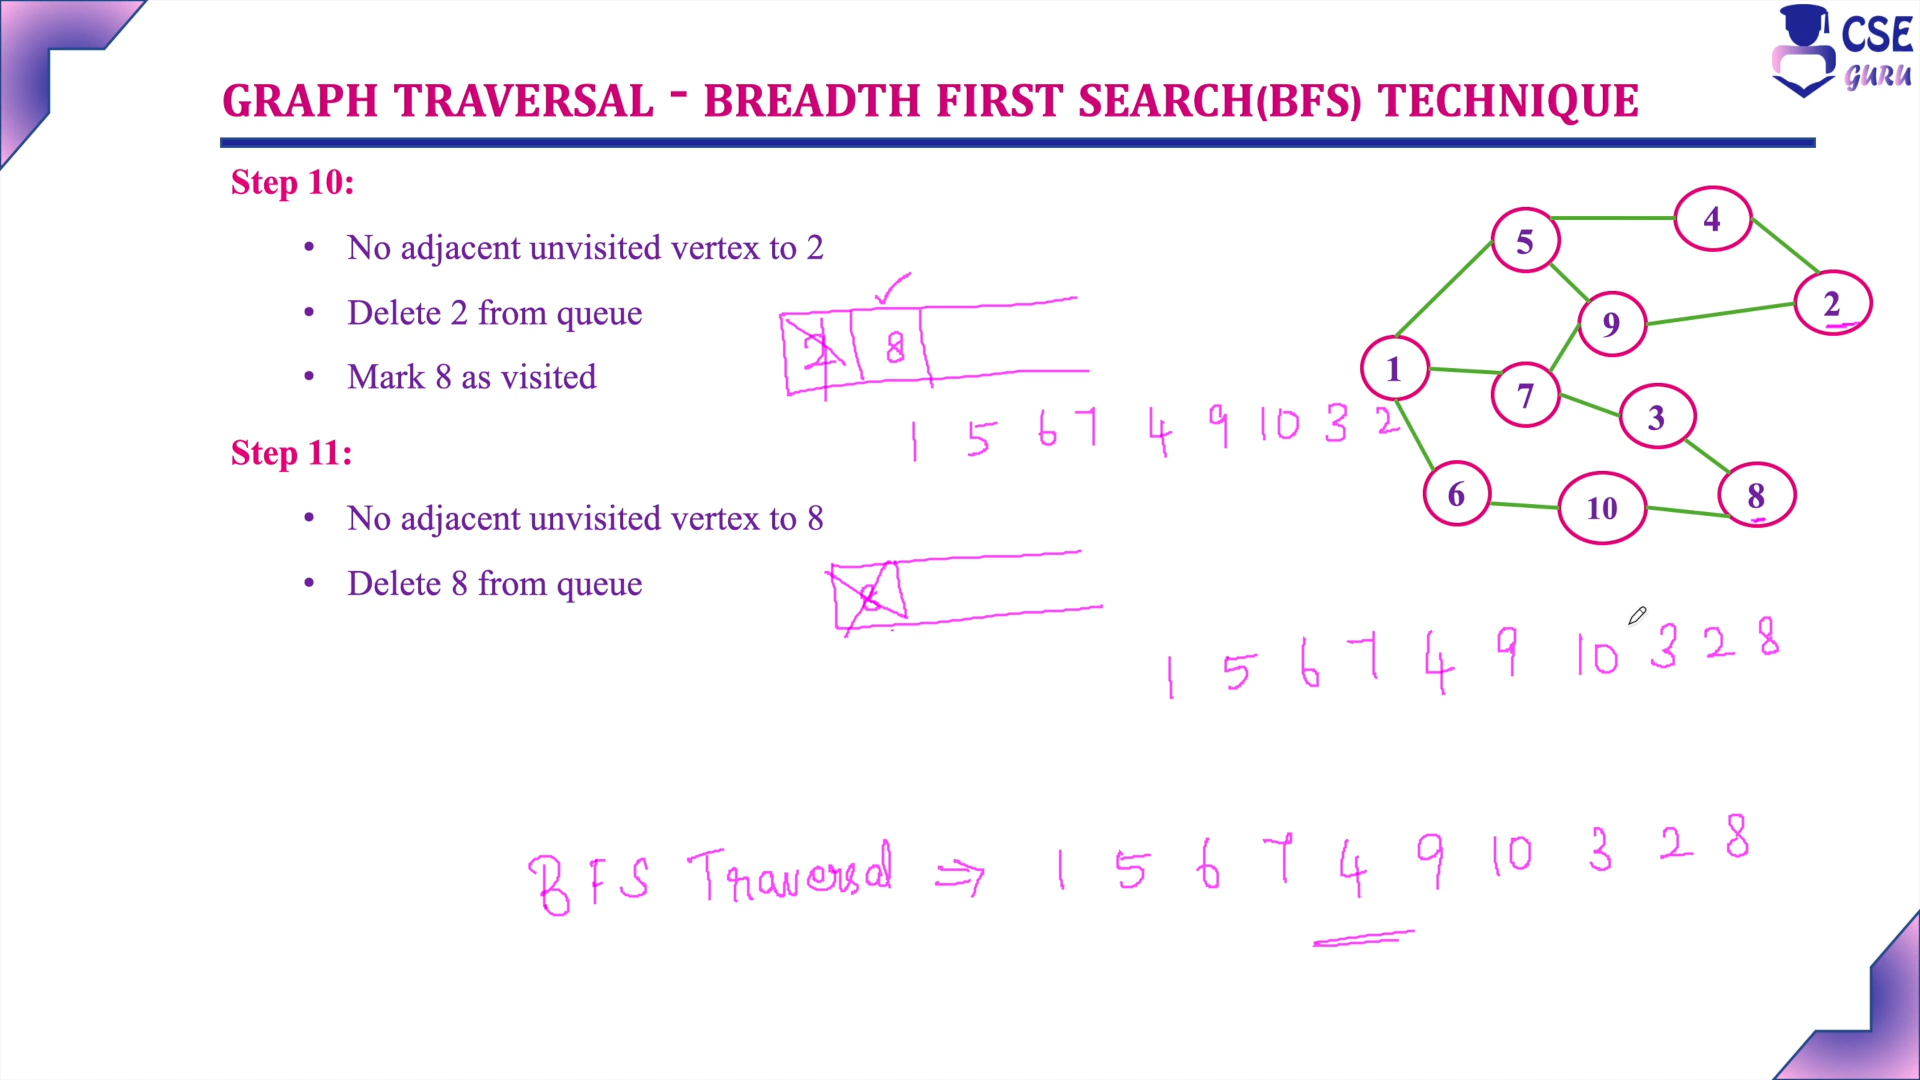 CSE
GURU
GRAPH TRAVERSAL - BREADTH FIRST SEARCH(BFS) TECHNIQUE
Step 10:
• No adjacent unvisited vertex to 2
• Delete 2 from queue
• Mark 8 as visited
2 8
1 5 6 7 4 9 10 3 2
Step 11:
• No adjacent unvisited vertex to 8
• Delete 8 from queue
8
5
4
9
2
1
7
3
6
10
8
1 5 6 7 4 9 10 3 2 8
BFS Traversal ⇒ 1 5 6 7 4 9 10 3 2 8